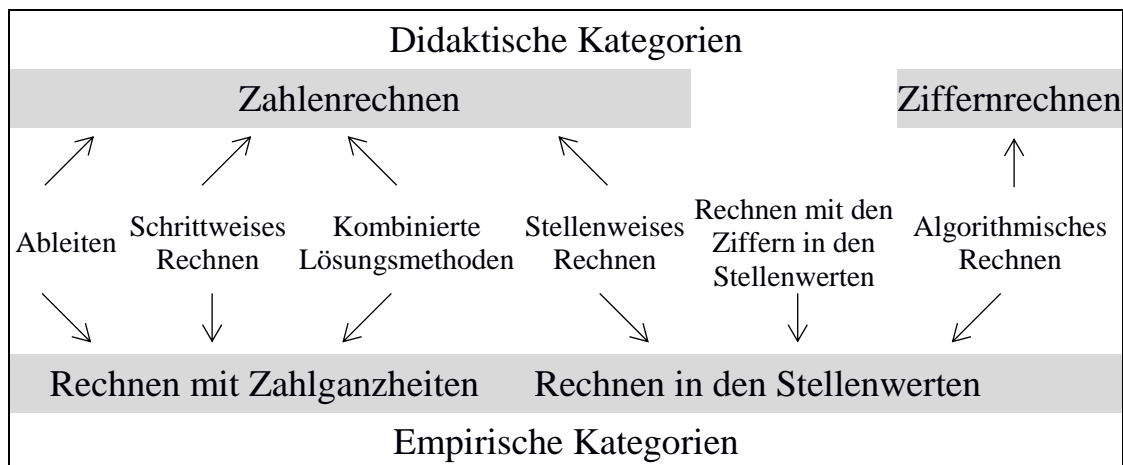 Didaktische Kategorien
Zahlenrechnen
Ziffernrechnen
Ableiten
Schrittweises
Rechnen
Kombinierte
Lösungsmethoden
Stellenweises
Rechnen
Rechnen mit den
Ziffern in den
Stellenwerten
Algorithmisches
Rechnen
Rechnen mit Zahlganzheiten
Rechnen in den Stellenwerten
Empirische Kategorien